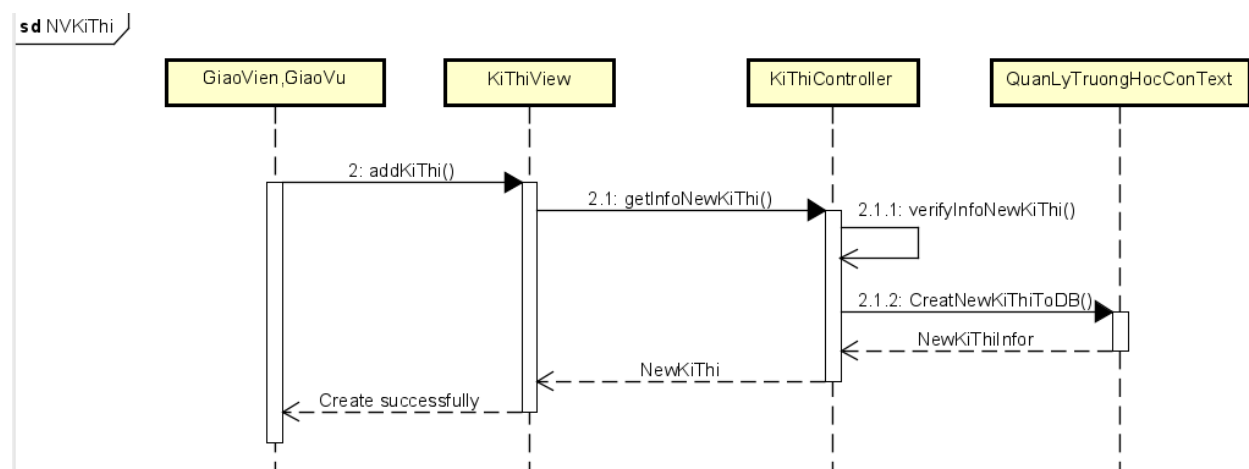 sd NVKiThi
GiaoVien,GiaoVu
KiThiView
KiThiController
QuanLyTruongHocConText
2: addKiThi()
2.1: getInfoNewKiThi()
2.1.1: verifyInfoNewKiThi()
2.1.2: CreatNewKiThiToDB()
NewKiThiInfor
NewKiThi
Create successfully